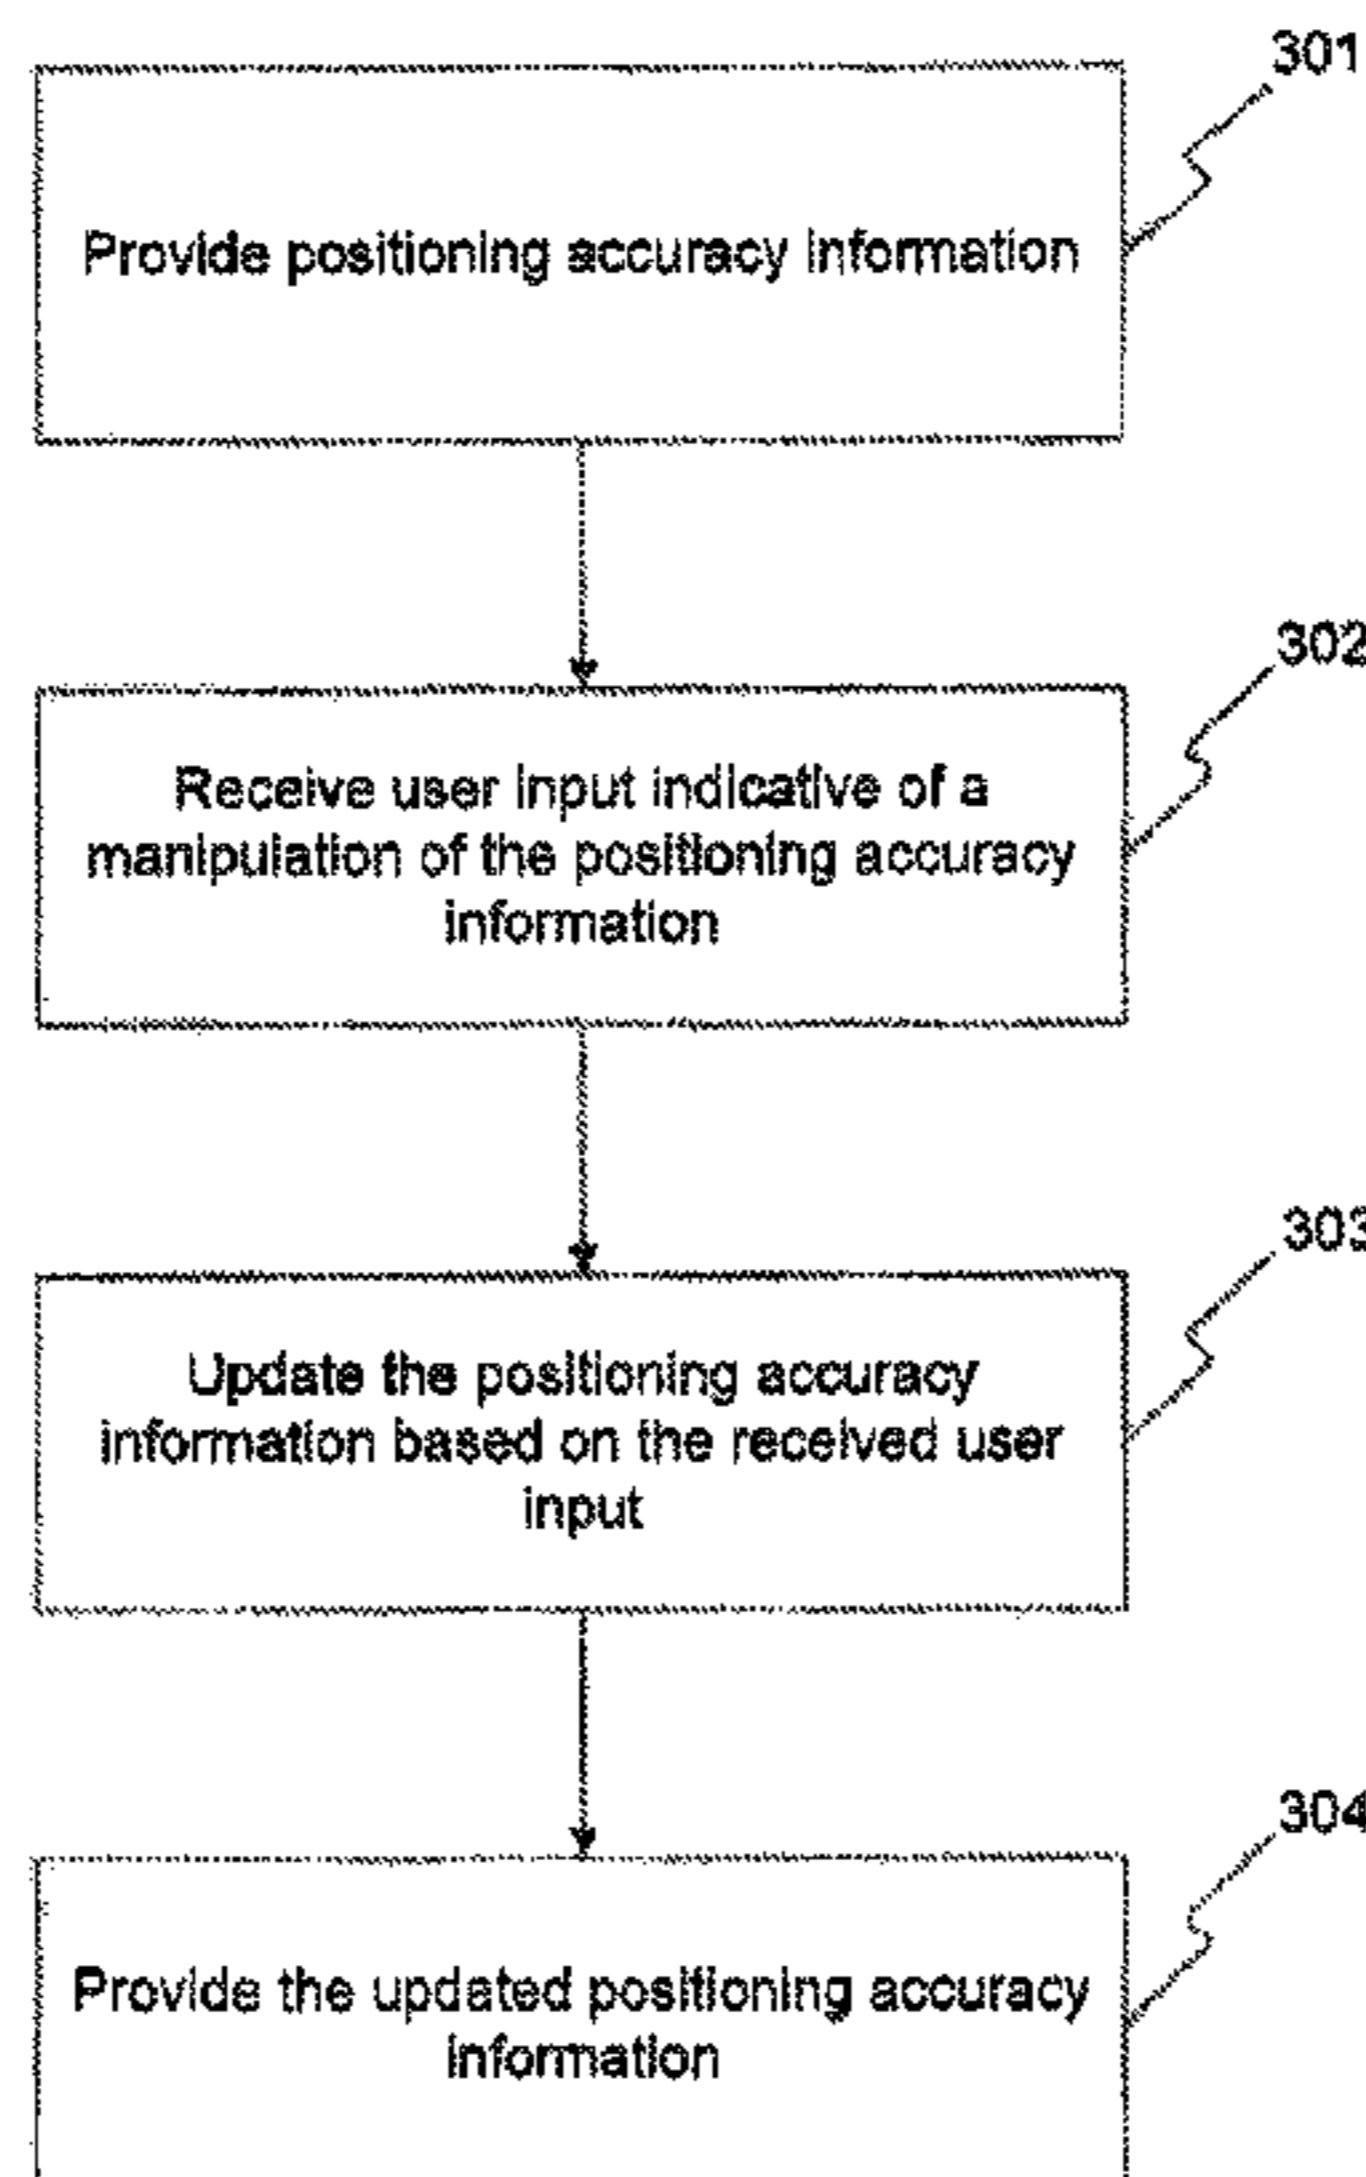 301
Provide positioning accuracy information
302
Receive user input indicative of a
manipulation of the positioning accuracy
information
303
Update the positioning accuracy
information based on the received user
input
304
Provide the updated positioning accuracy
information